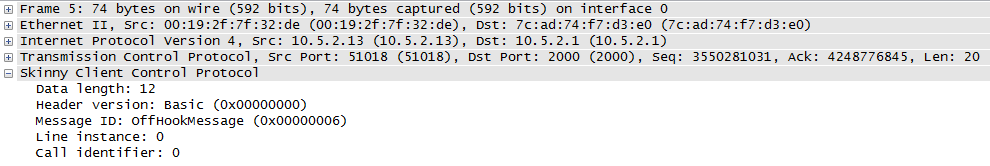 Frame 5: 74 bytes on wire (592 bits), 74 bytes captured (592 bits) on interface 0
Ethernet II, Src: 00:19:2f:7f:32:de (00:19:2f:7f:32:de), Dst: 7c:ad:74:f7:d3:e0 (7c:ad:74:f7:d3:e0)
Internet Protocol Version 4, Src: 10.5.2.13 (10.5.2.13), Dst: 10.5.2.1 (10.5.2.1)
Transmission Control Protocol, Src Port: 51018 (51018), Dst Port: 2000 (2000), Seq: 3550281031, Ack: 4248776845, Len: 20
Skinny Client Control Protocol
Data length: 12
Header version: Basic (0x00000000)
Message ID: OffHookMessage (0x00000006)
Line instance: 0
Call identifier: 0